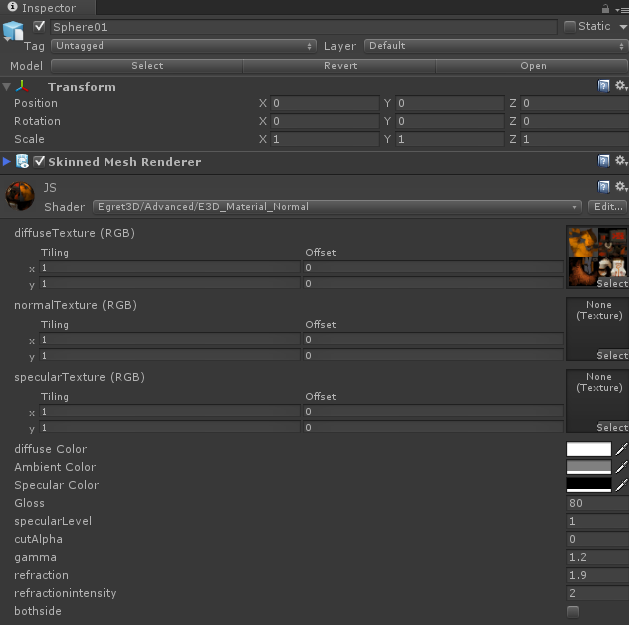 Inspector
Sphere01 Static
Tag Untagged Layer Default
Model Select Revert Open
Transform
Position X 0 Y 0 Z 0
Rotation X 0 Y 0 Z 0
Scale X 1 Y 1 Z 1
Skinned Mesh Renderer
JS
Shader Egret3D/Advanced/E3D_Material_Normal Edit...
diffuseTexture (RGB)
Tiling Offset
x 1 0
y 1 0
Select
normalTexture (RGB)
None
(Texture)
Tiling Offset
x 1 0
y 1 0
Select
specularTexture (RGB)
None
(Texture)
Tiling Offset
x 1 0
y 1 0
Select
diffuse Color
Ambient Color
Specular Color
Gloss 80
specularLevel 1
cutAlpha 0
gamma 1.2
refraction 1.9
refractionintensity 2
bothside